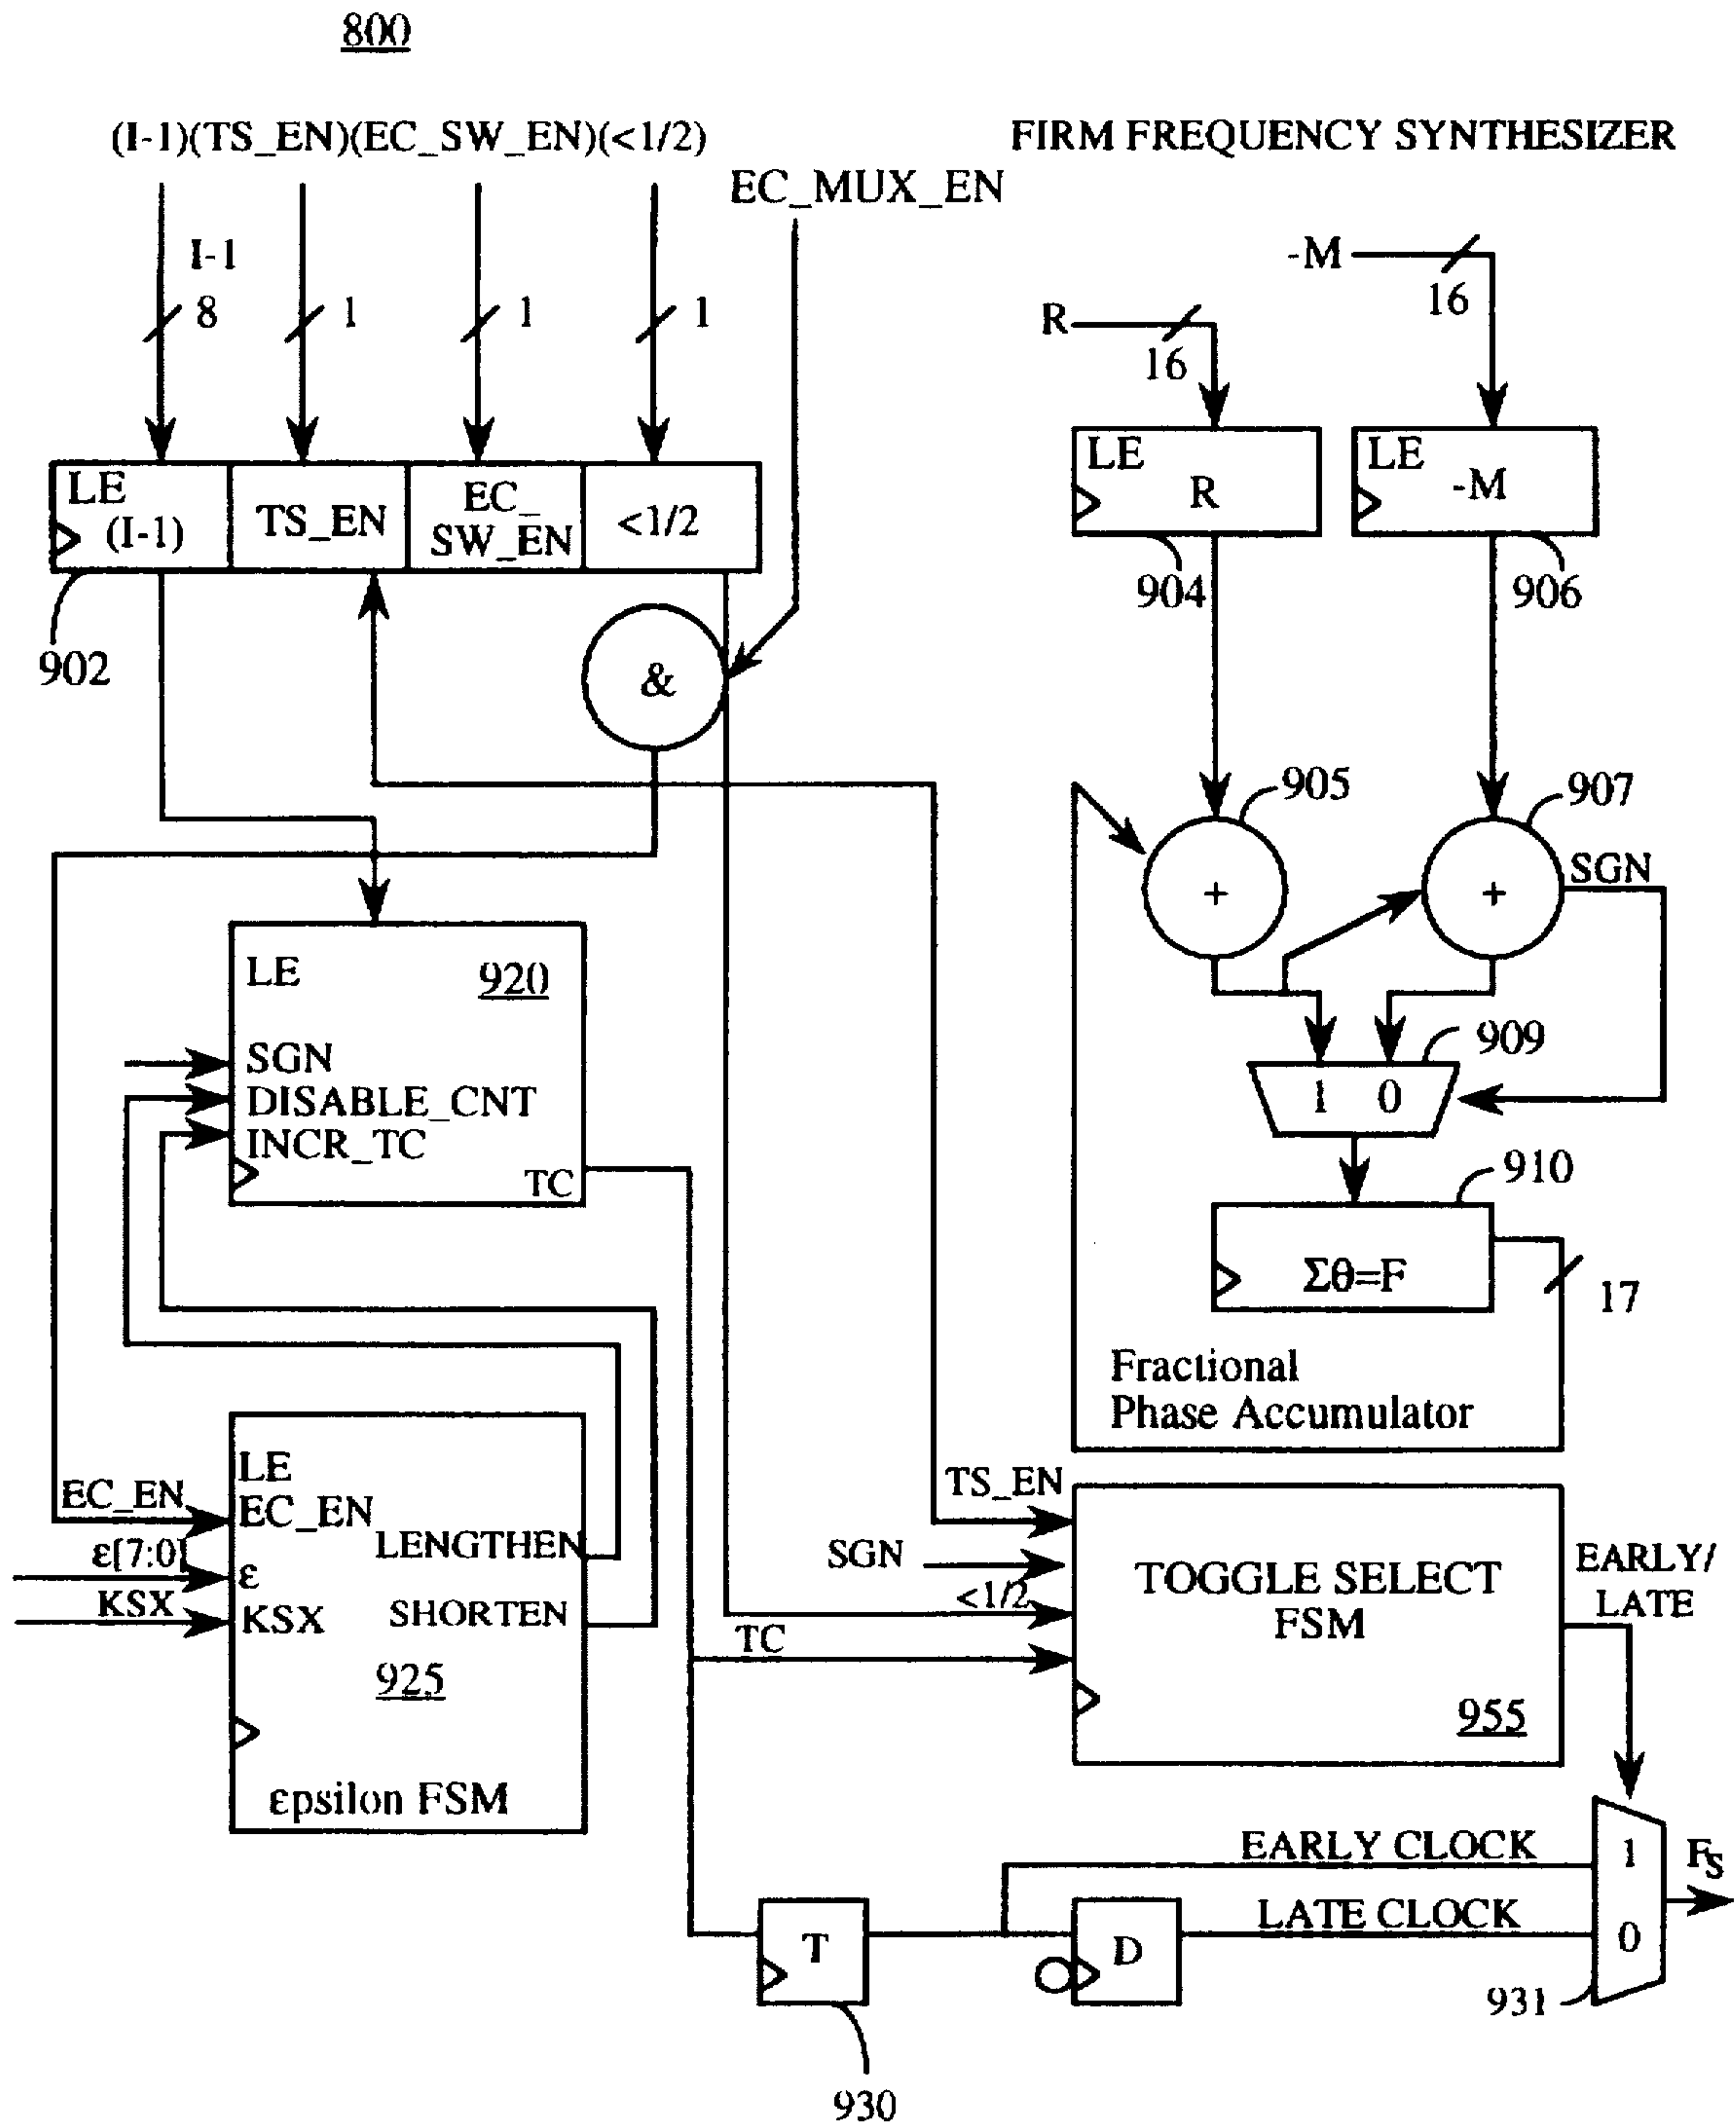 800
(I-1)(TS_EN)(EC_SW_EN)(<1/2)
FIRM FREQUENCY SYNTHESIZER
EC_MUX_EN
I-1
8
1
1
1
-M
16
R
16
LE
(I-1)
TS_EN
EC_
SW_EN
<1/2
LE
R
LE
-M
902
904
906
&
905
907
+
+
SGN
LE
920
SGN
DISABLE_CNT
INCR_TC
TC
909
1 0
910
Σθ=F
17
Fractional
Phase Accumulator
LE
EC_EN
EC_EN
LENGTHEN
ε[7:0]
ε
KSX
KSX
SHORTEN
925
εpsilon FSM
TS_EN
SGN
<1/2
TC
TOGGLE SELECT
FSM
955
EARLY/
LATE
EARLY CLOCK
LATE CLOCK
1
0
FS
T
D
931
930